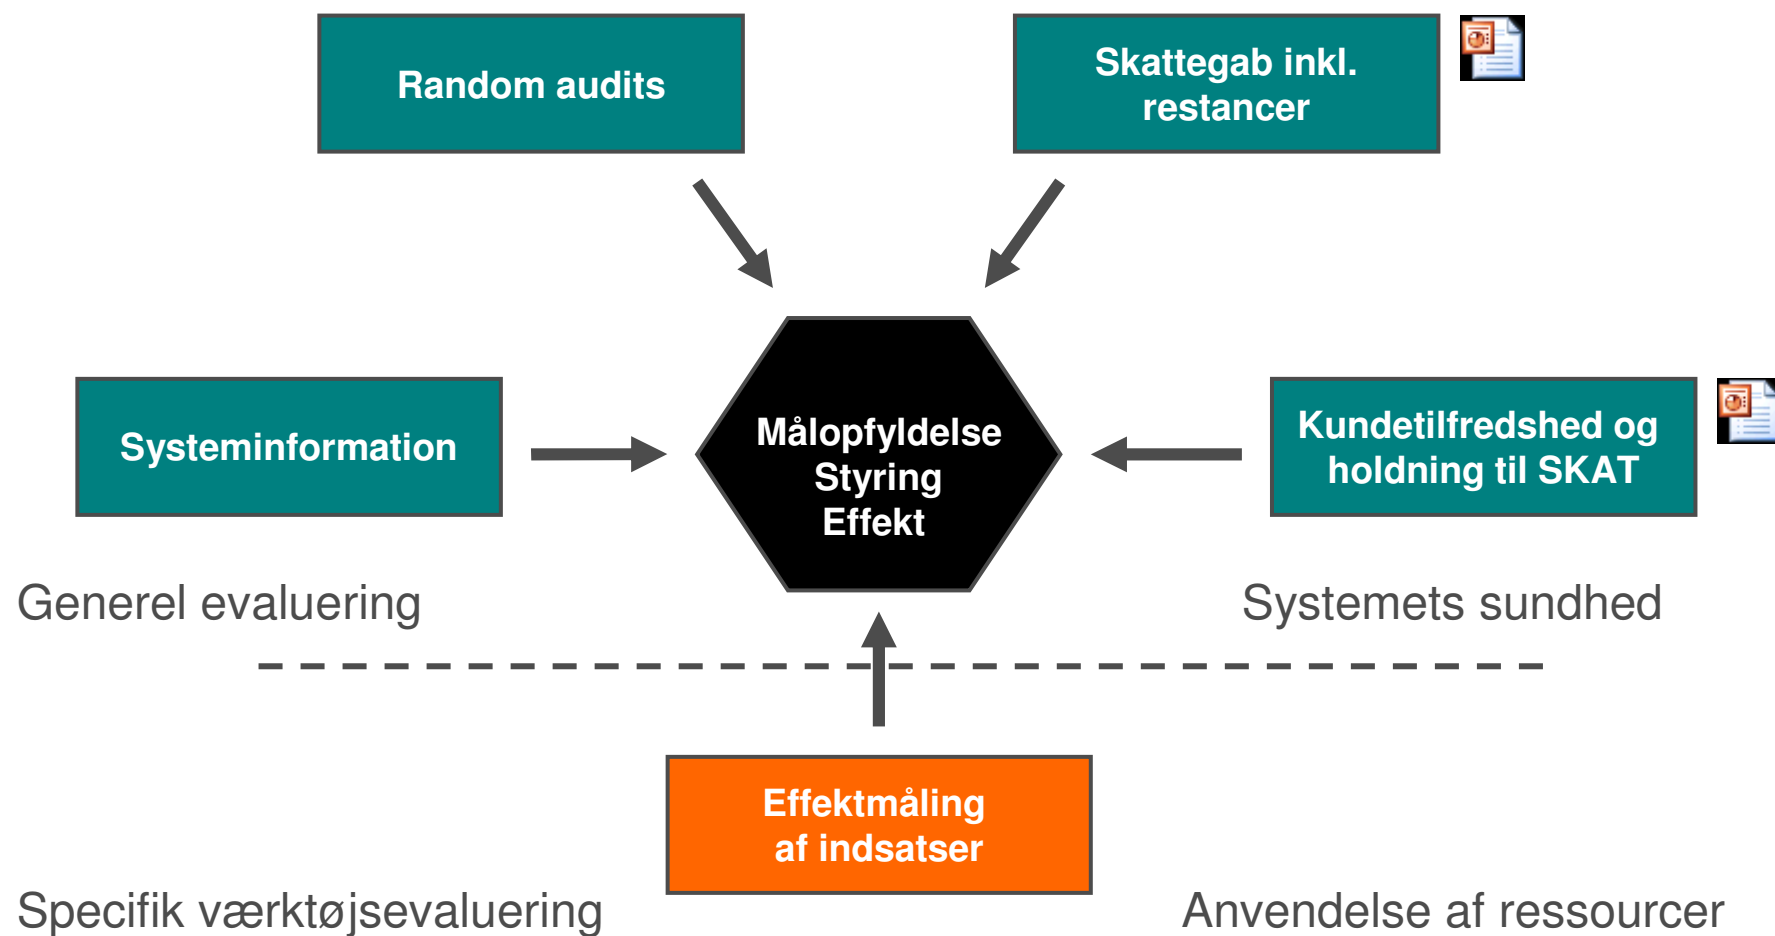 Random audits
Skattegab inkl.
restancer
Systeminformation
Målopfyldelse
Styring
Effekt
Kundetilfredshed og
holdning til SKAT
Generel evaluering
Systemets sundhed
Effektmåling
af indsatser
Specifik værktøjsevaluering
Anvendelse af ressourcer